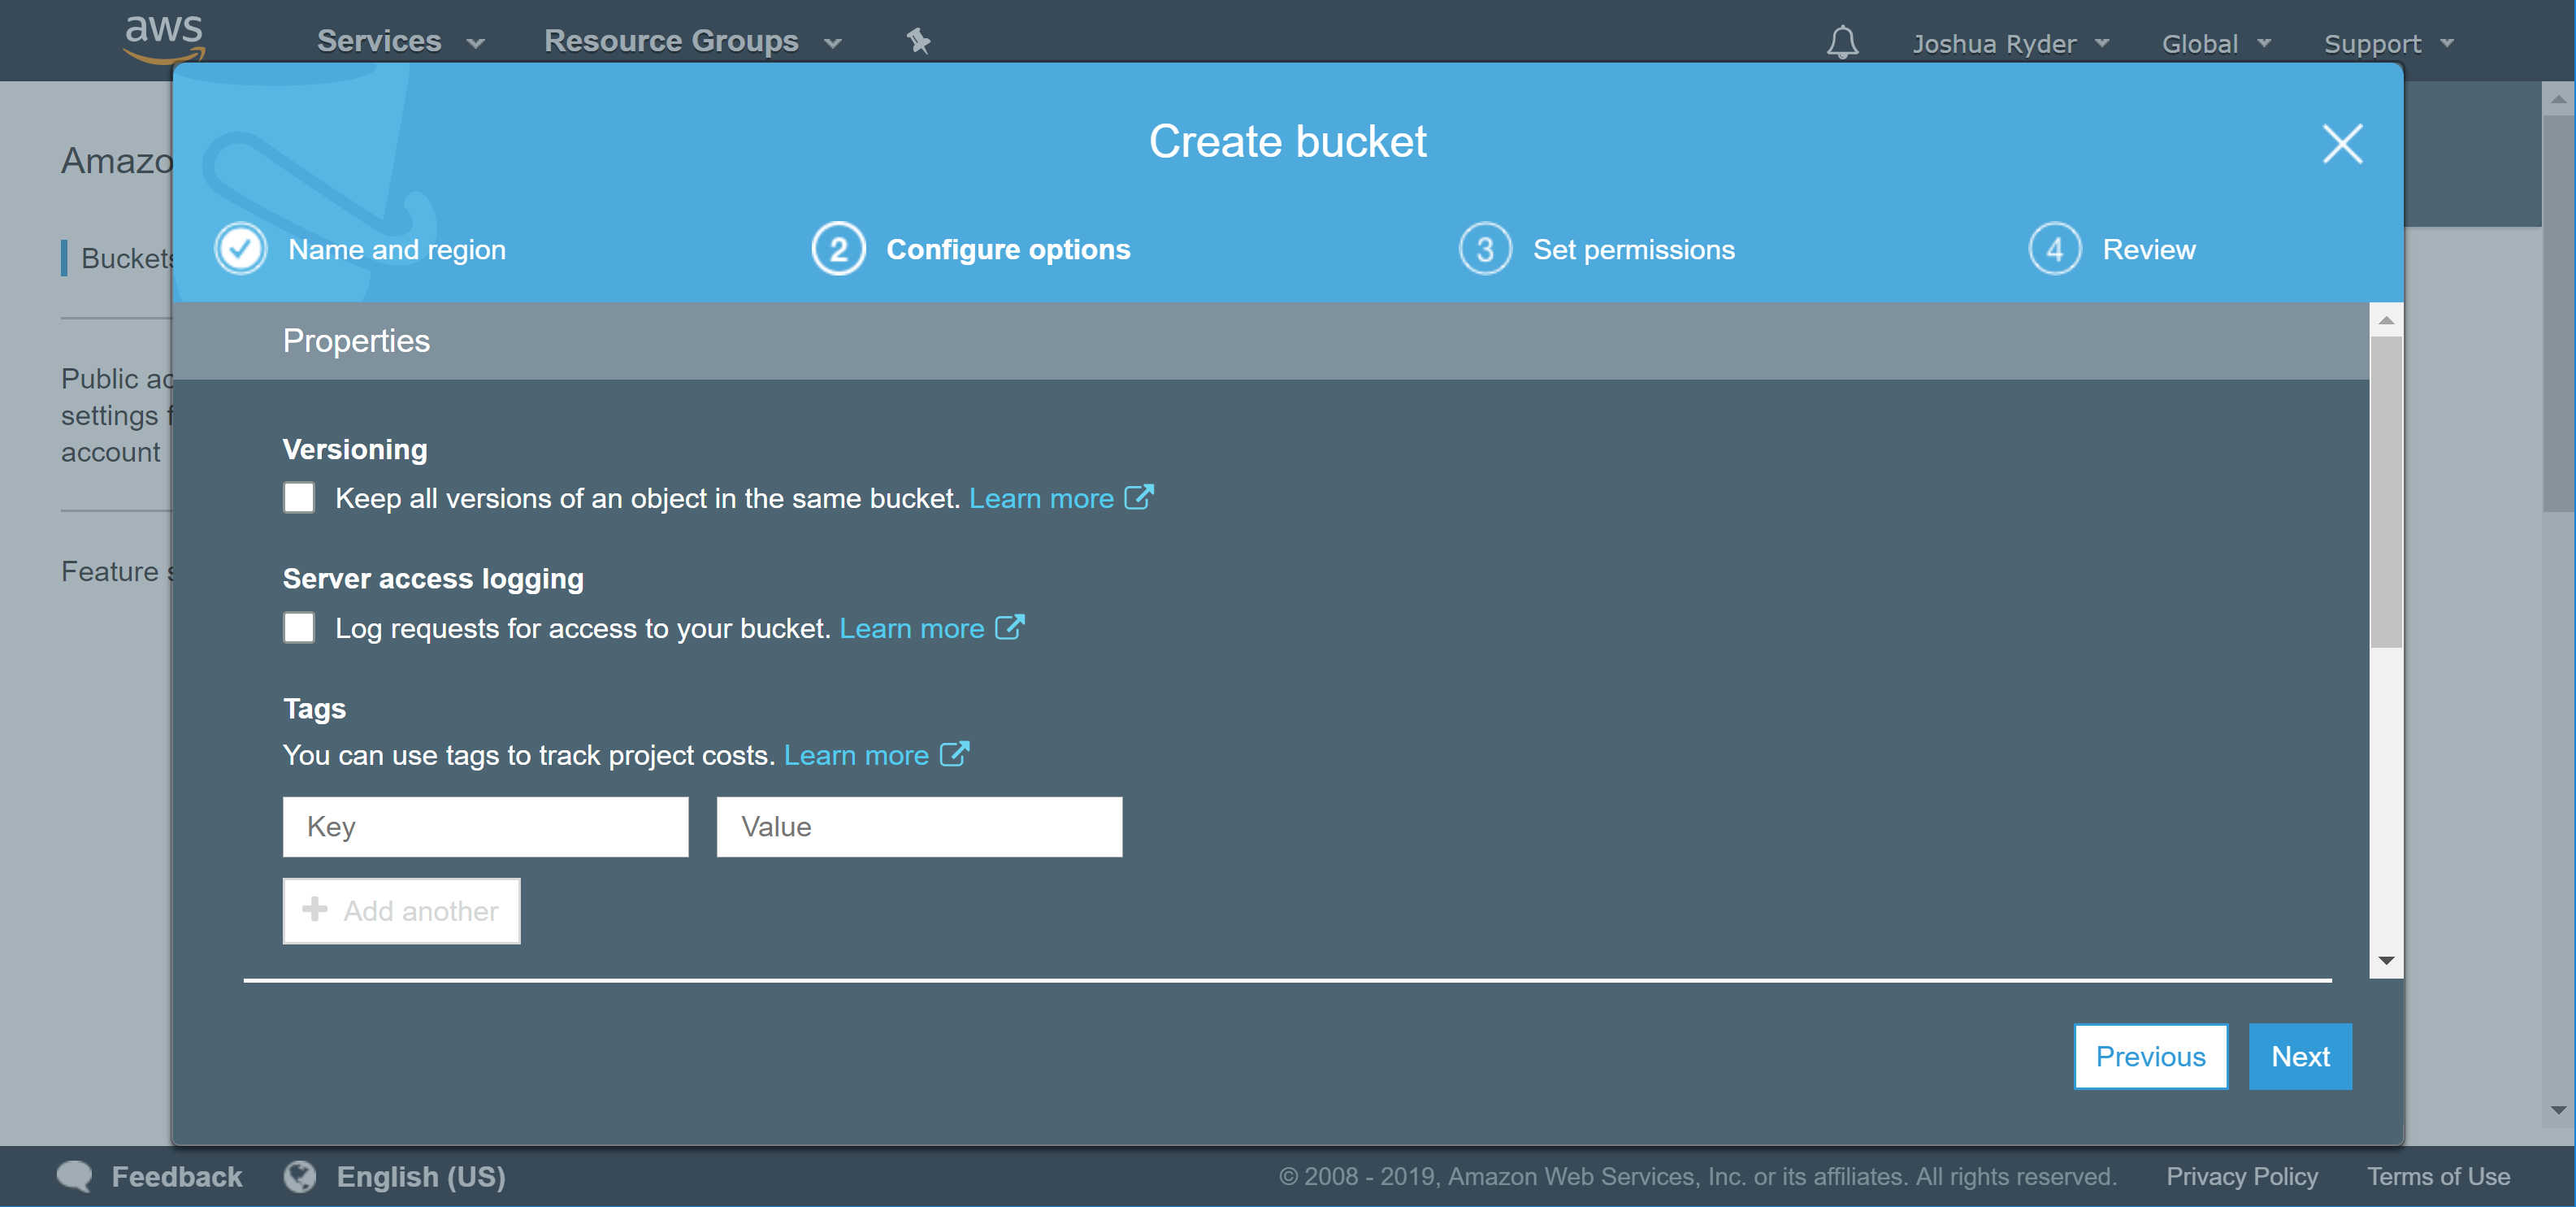 aws
Services
Resource Groups
Joshua Ryder
Global
Support
Create bucket
Name and region
2 Configure options
3 Set permissions
4 Review
Amazo
Buckets
Public ac
settings f
account
Feature s
Properties
Versioning
Keep all versions of an object in the same bucket. Learn more
Server access logging
Log requests for access to your bucket. Learn more
Tags
You can use tags to track project costs. Learn more
Key
Value
+ Add another
Previous
Next
Feedback
English (US)
© 2008 - 2019, Amazon Web Services, Inc. or its affiliates. All rights reserved.
Privacy Policy
Terms of Use